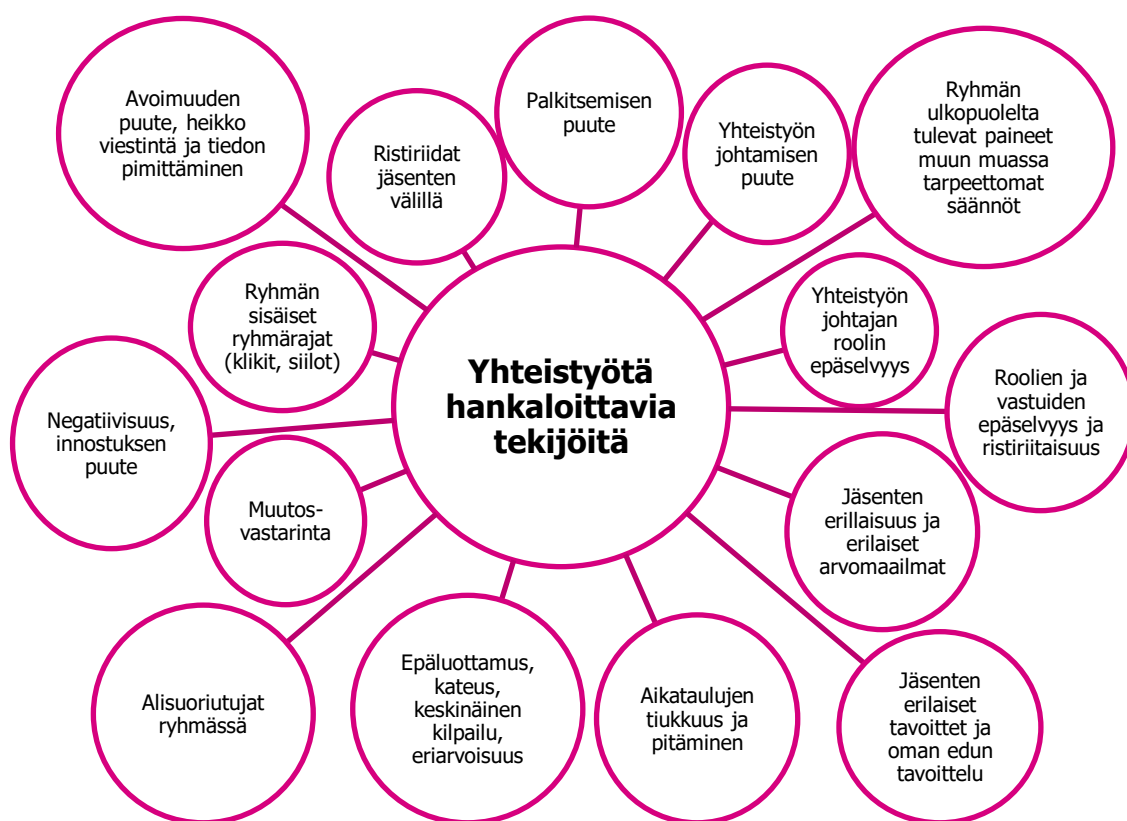 Avoimuuden
puute, heikko
viestintä ja tiedon
pimittäminen
Ristiriidat
jäsenten
välillä
Palkitsemisen
puute
Yhteistyön
johtamisen
puute
Ryhmän
ulkopuolelta
tulevat paineet
muun muassa
tarpeettomat
säännöt
Ryhmän
sisäiset
ryhmärajat
(klikit, siilot)
Yhteistyön
johtajan
roolin
epäselvyys
Yhteistyötä
hankaloittavia
tekijöitä
Negatiivisuus,
innostuksen
puute
Roolien ja
vastuiden
epäselvyys ja
ristiriitaisuus
Muutos-
vastarinta
Jäsenten
erillaisuus ja
erilaiset
arvomaailmat
Alisuoriutujat
ryhmässä
Epäluottamus,
kateus,
keskinäinen
kilpailu,
eriarvoisuus
Aikataulujen
tiukkuus ja
pitäminen
Jäsenten
erilaiset
tavoittet ja
oman edun
tavoittelu